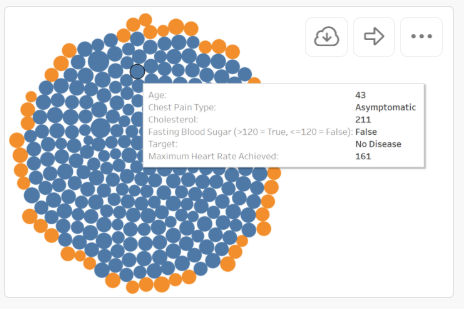 Age: 43
Chest Pain Type: Asymptomatic
Cholesterol: 211
Fasting Blood Sugar (>120 = True, <=120 = False): False
Target: No Disease
Maximum Heart Rate Achieved: 161